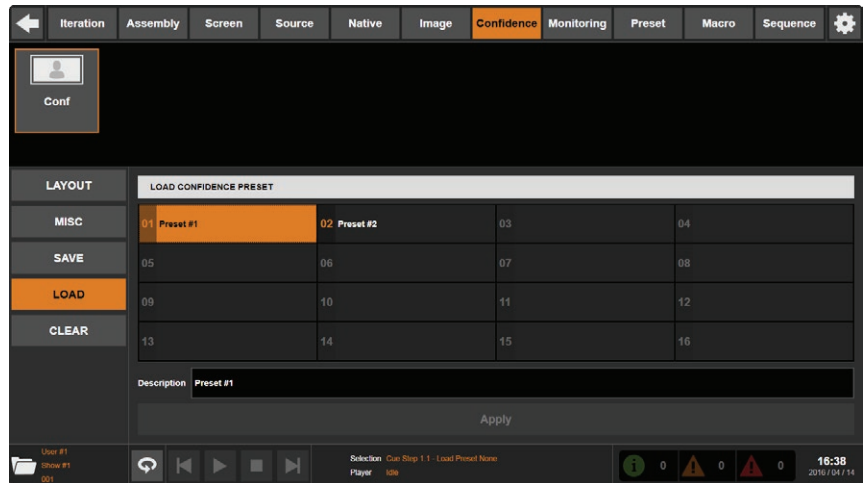 Iteration Assembly Screen Source Native Image Confidence Monitoring Preset Macro Sequence
Conf
LAYOUT
MISC
SAVE
LOAD
CLEAR
LOAD CONFIDENCE PRESET
01 Preset #1 02 Preset #2 03 04
05 06 07 08
09 10 11 12
13 14 15 16
Description Preset #1
Apply
User #1
Show #1
001
Selection Cue Step 1.1 - Load Preset None
Player Idle
0 0 0
16:38
2016 / 04 / 14